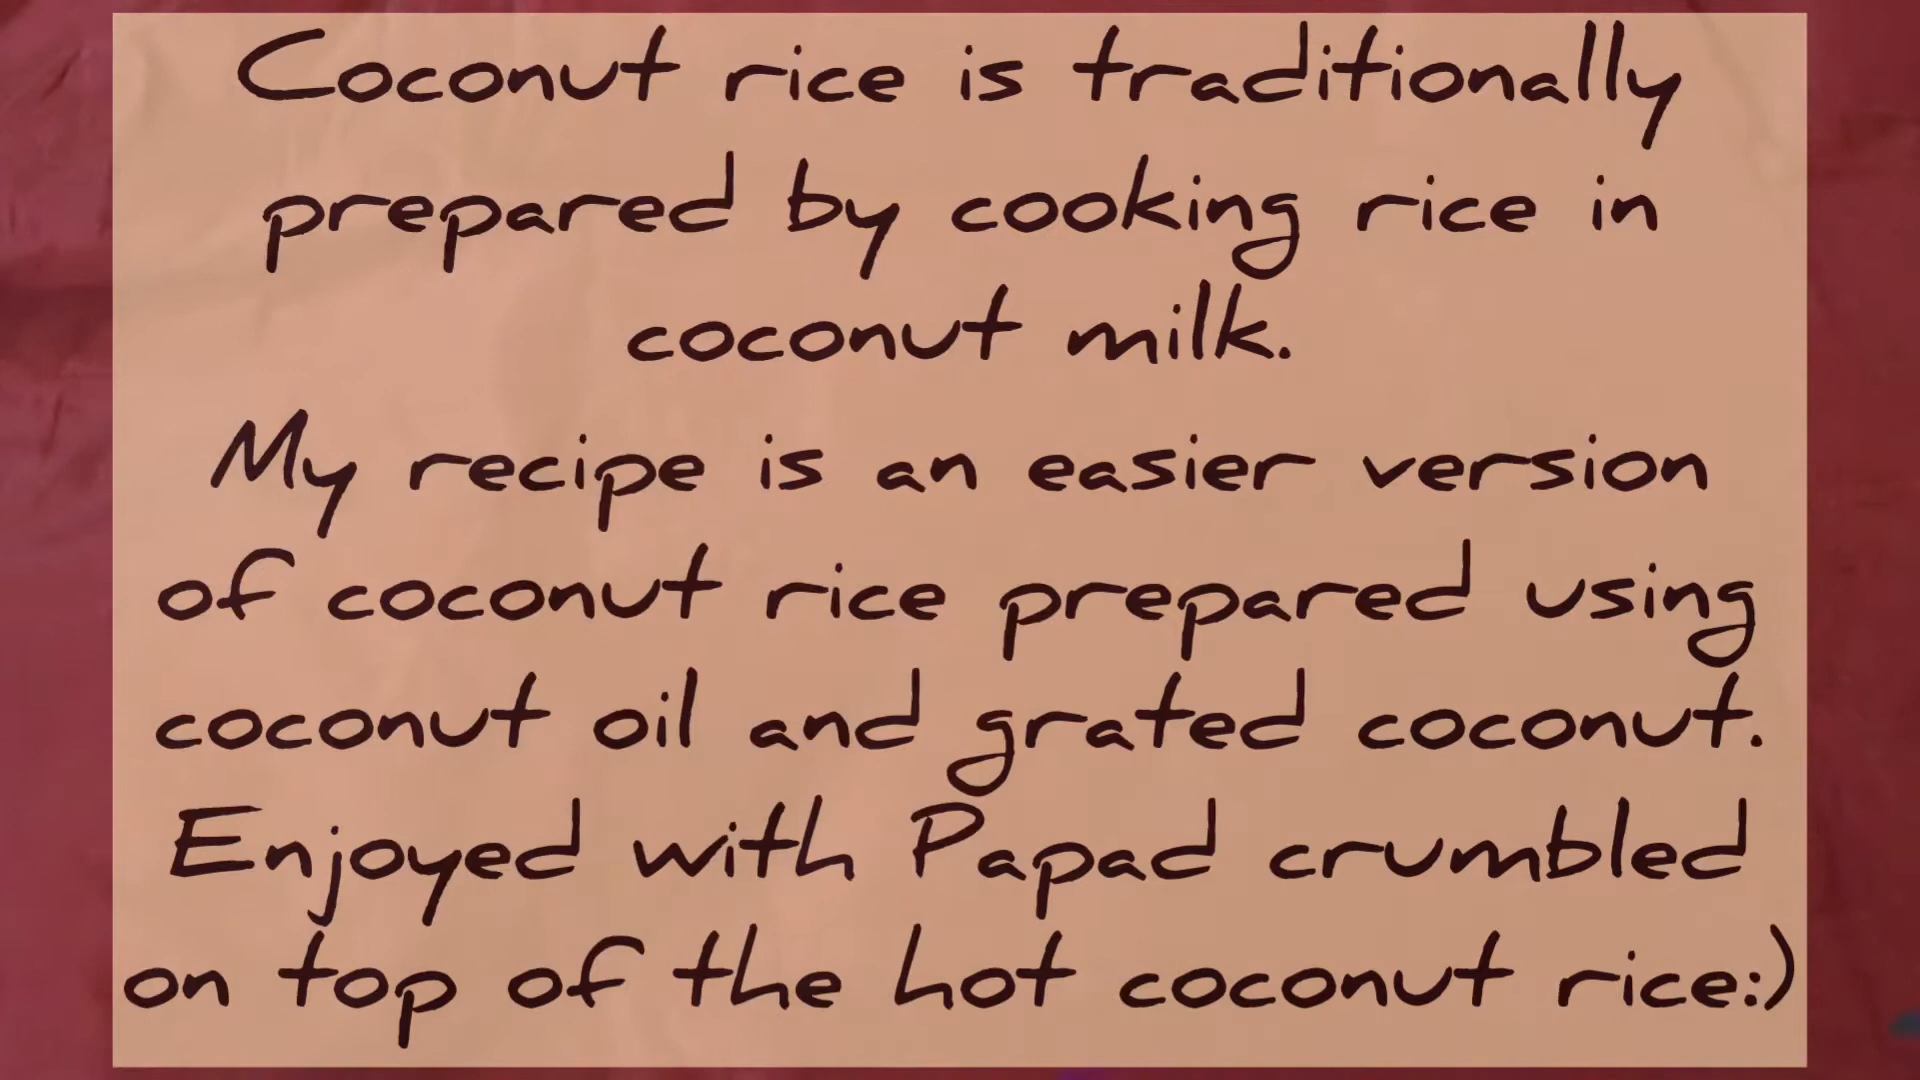 Coconut rice is traditionally
prepared by cooking rice in
coconut milk.
My recipe is an easier version
of coconut rice prepared using
coconut oil and grated coconut.
Enjoyed with Papad crumbled
on top of the hot coconut rice:)